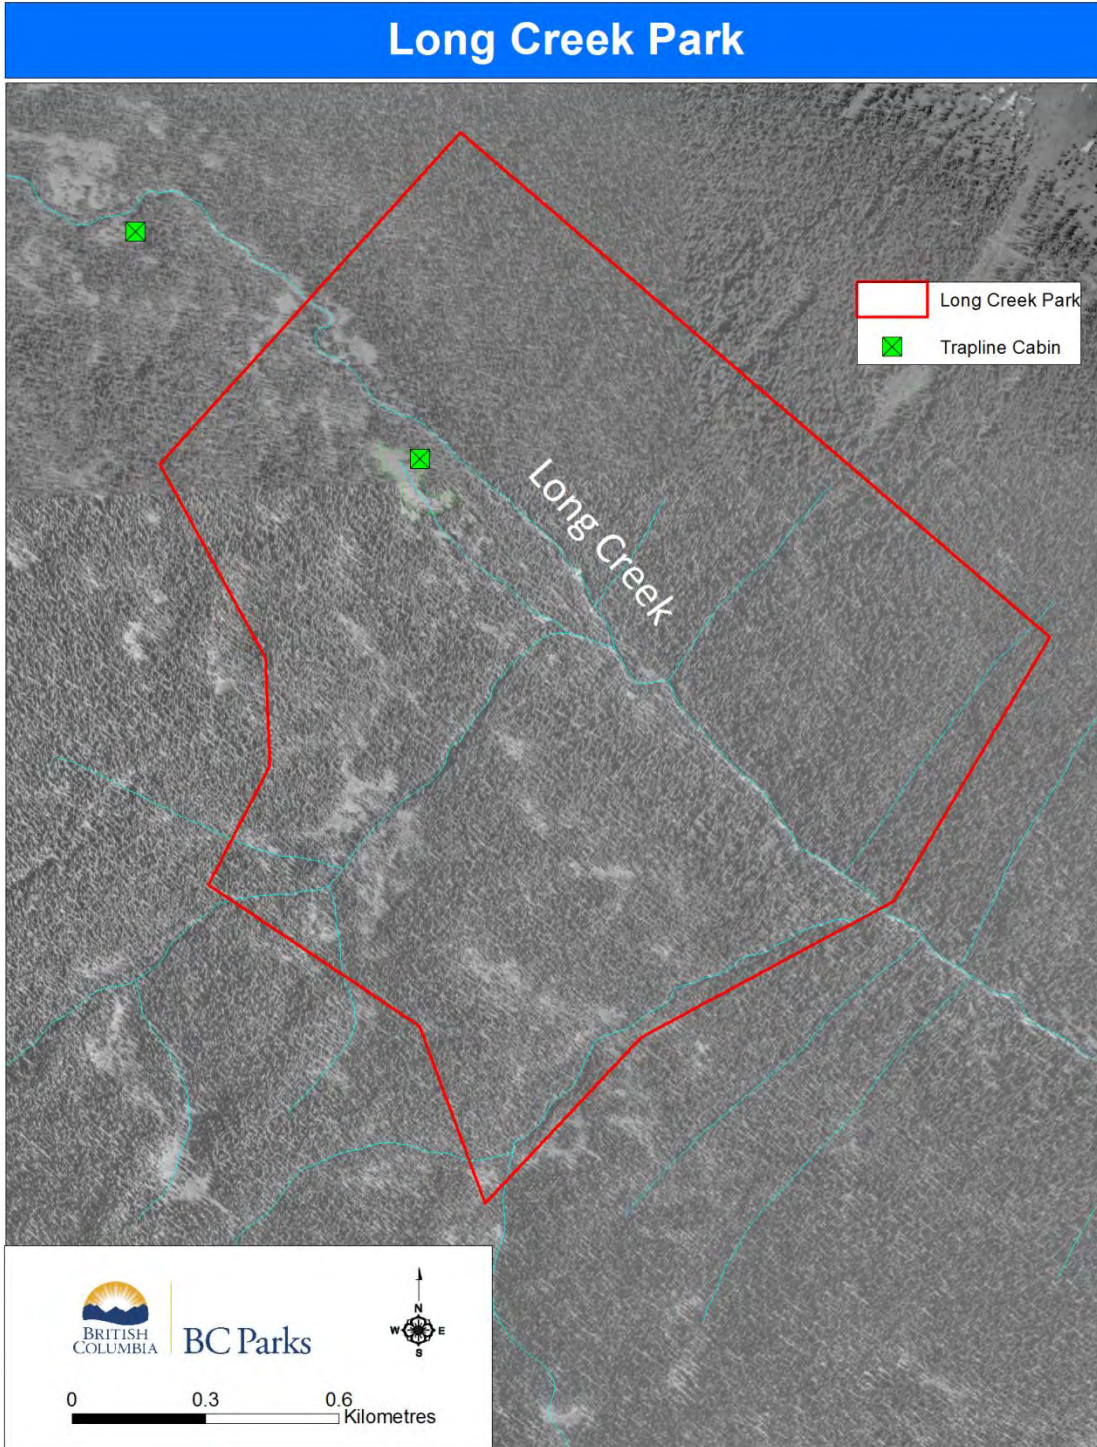 Long Creek Park
Long Creek Park
Trapline Cabin
Long Creek
BRITISH
COLUMBIA
BC Parks
N
W
E
S
0
0.3
0.6
Kilometres